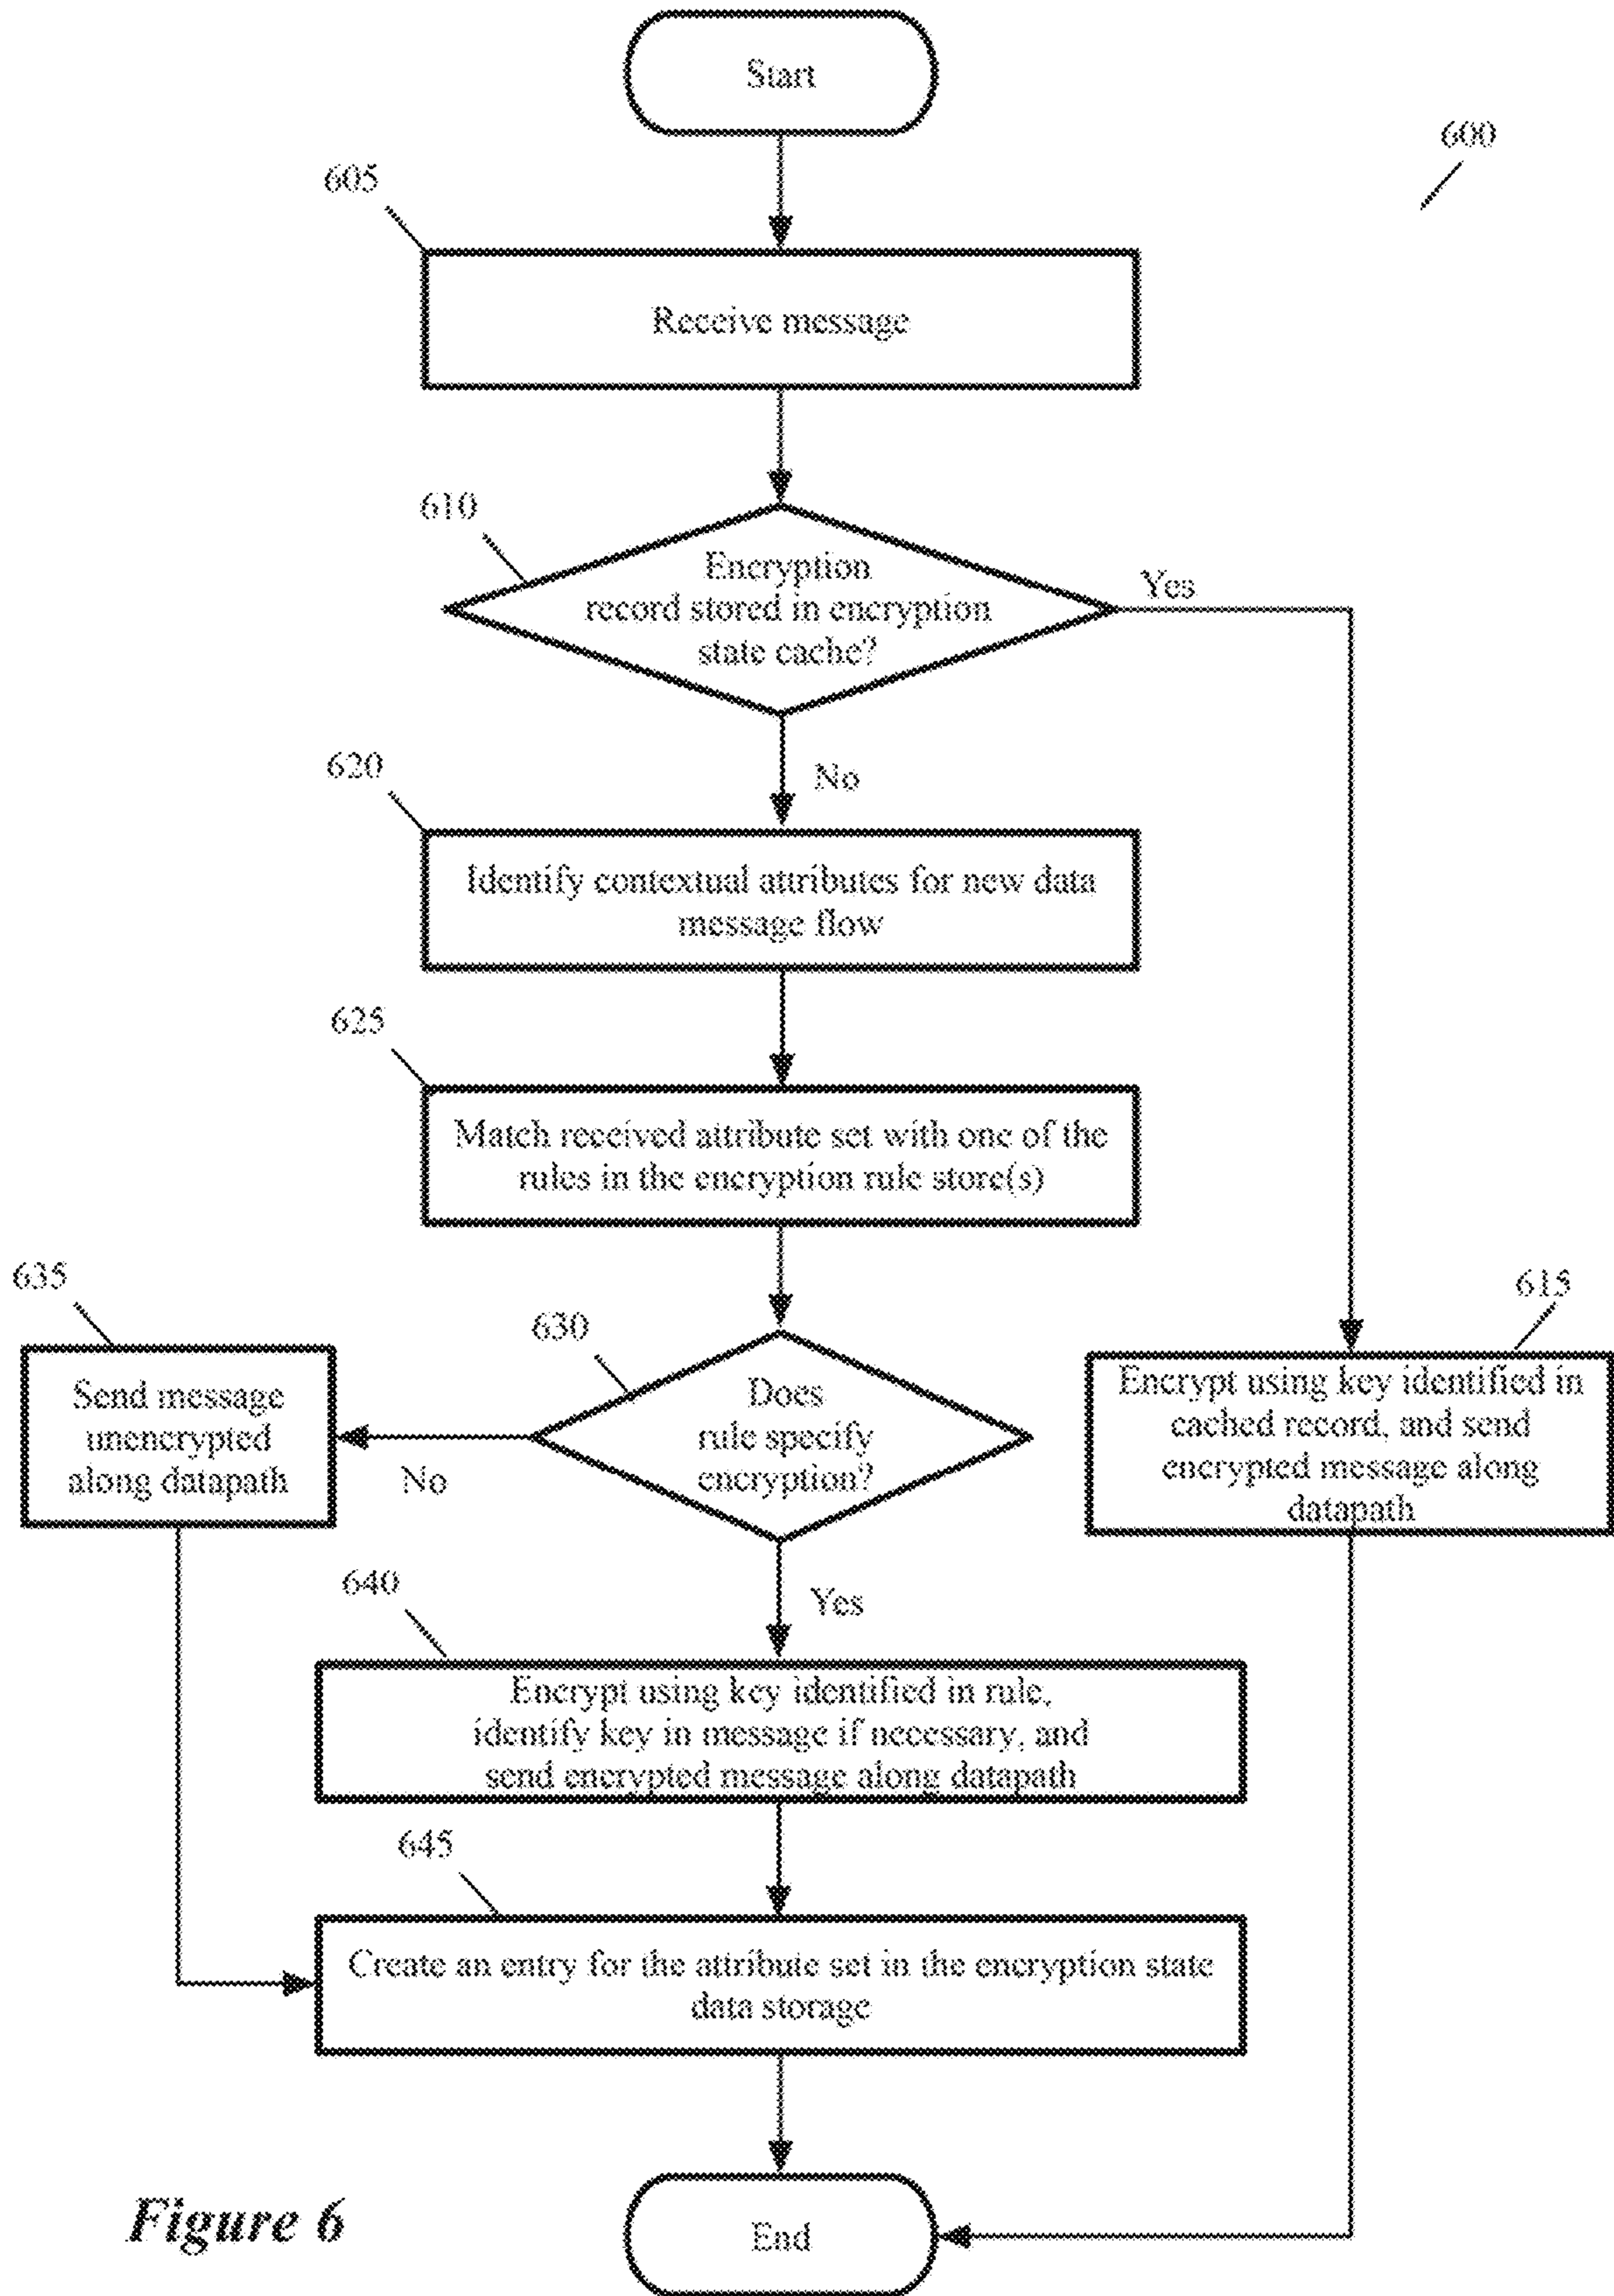 Start
600
605
Receive message
610
Encryption
record stored in encryption
state cache?
Yes
No
620
Identify contextual attributes for new data
message flow
625
Match received attribute set with one of the
rules in the encryption rule store(s)
635
Send message
unencrypted
along datapath
630
Does
rule specify
encryption?
No
Yes
615
Encrypt using key identified in
cached record, and send
encrypted message along
datapath
640
Encrypt using key identified in rule,
identify key in message if necessary, and
send encrypted message along datapath
645
Create an entry for the attribute set in the encryption state
data storage
End
Figure 6